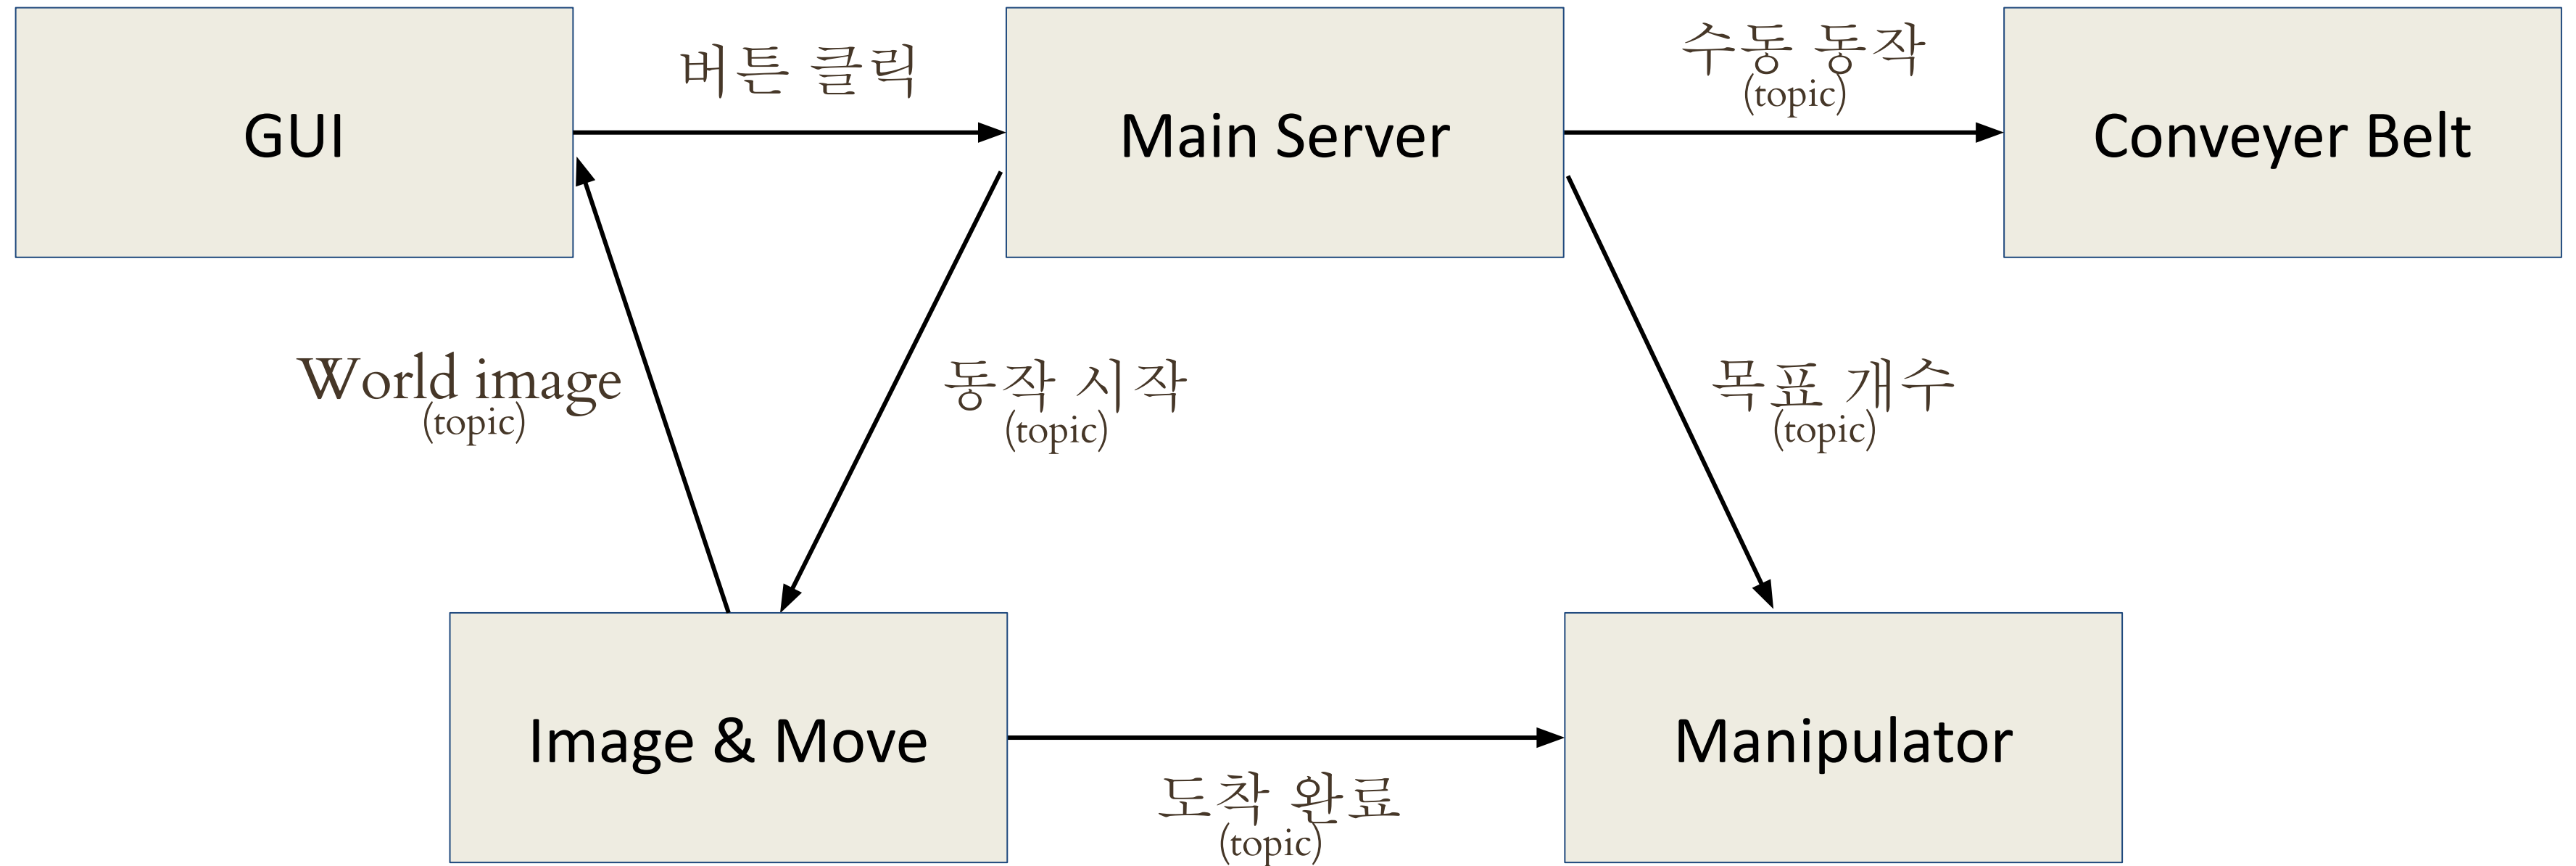 GUI
버튼 클릭
Main Server
수동 동작
(topic)
Conveyer Belt
World image
(topic)
동작 시작
(topic)
목표 개수
(topic)
Image & Move
도착 완료
(topic)
Manipulator